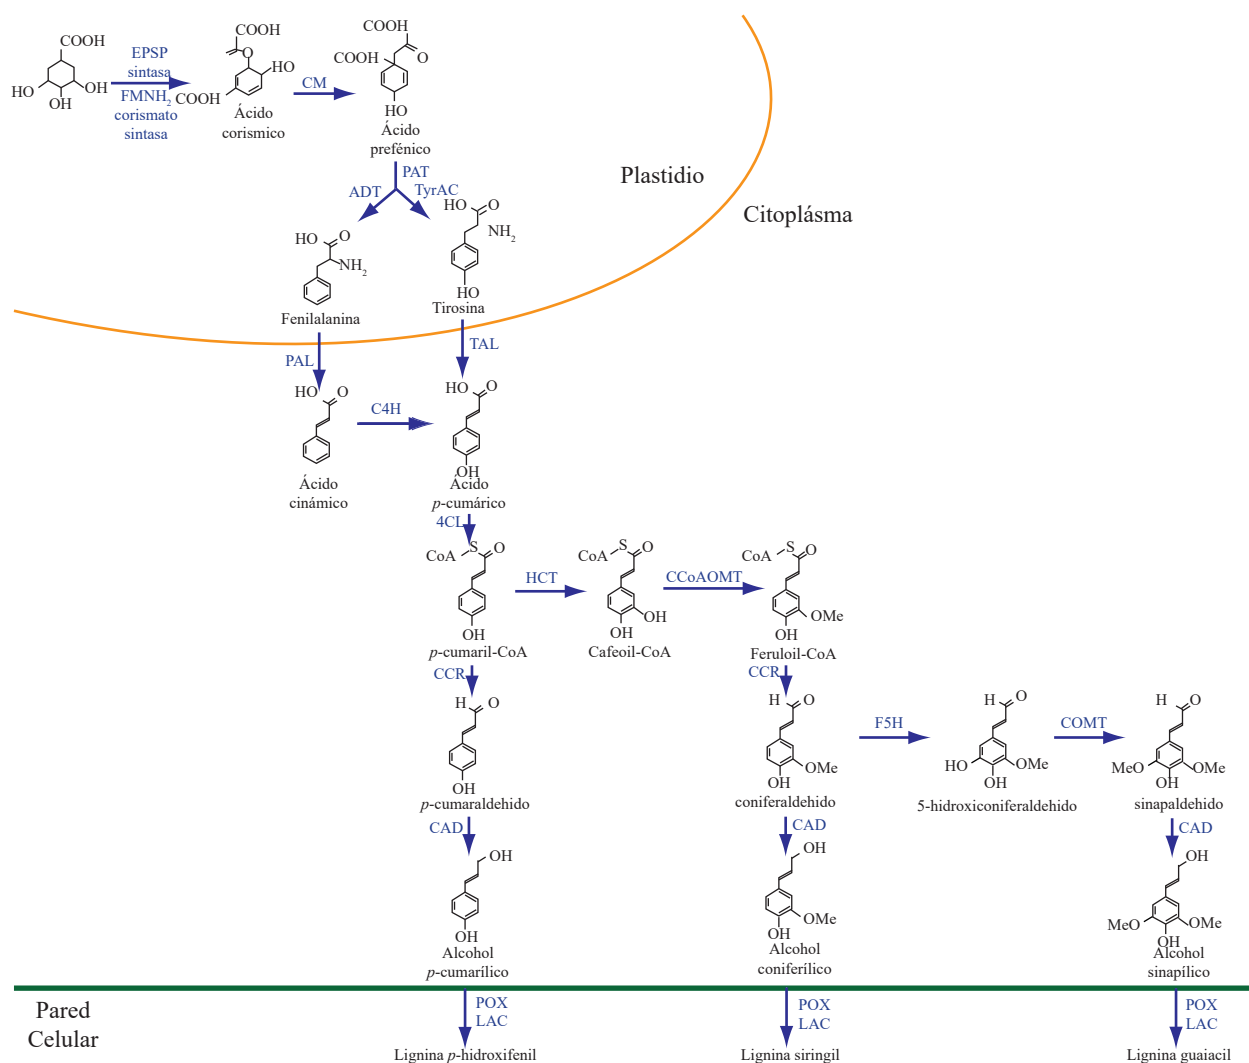 COOH
HO
OH
OH
EPSP
sintasa
FMNH₂
corismato
sintasa
COOH
O
HO
COOH
Ácido
corismico
CM
COOH
O
COOH
HO
Ácido
prefénico
PAT
ADT
TyrAC
Plastidio
Citoplásma
HO
O
NH₂
Fenilalanina
HO
O
NH₂
HO
Tirosina
PAL
TAL
HO
O
Ácido
cinámico
C4H
HO
O
OH
Ácido
p-cumárico
4CL
CoA
S
O
OH
p-cumaril-CoA
HCT
CoA
S
O
OH
OH
Cafeoil-CoA
CCoAOMT
CoA
S
O
OMe
OH
Feruloil-CoA
CCR
CCR
H
O
OH
p-cumaraldehido
H
O
OMe
OH
coniferaldehido
F5H
H
O
HO
OMe
OH
5-hidroxiconiferaldehido
COMT
H
O
MeO
OMe
OH
sinapaldehido
CAD
CAD
CAD
OH
OH
Alcohol
p-cumarílico
OH
OMe
OH
Alcohol
coniferílico
OH
MeO
OMe
OH
Alcohol
sinapílico
Pared
Celular
POX
LAC
POX
LAC
POX
LAC
Lignina p-hidroxifenil
Lignina siringil
Lignina guaiacil